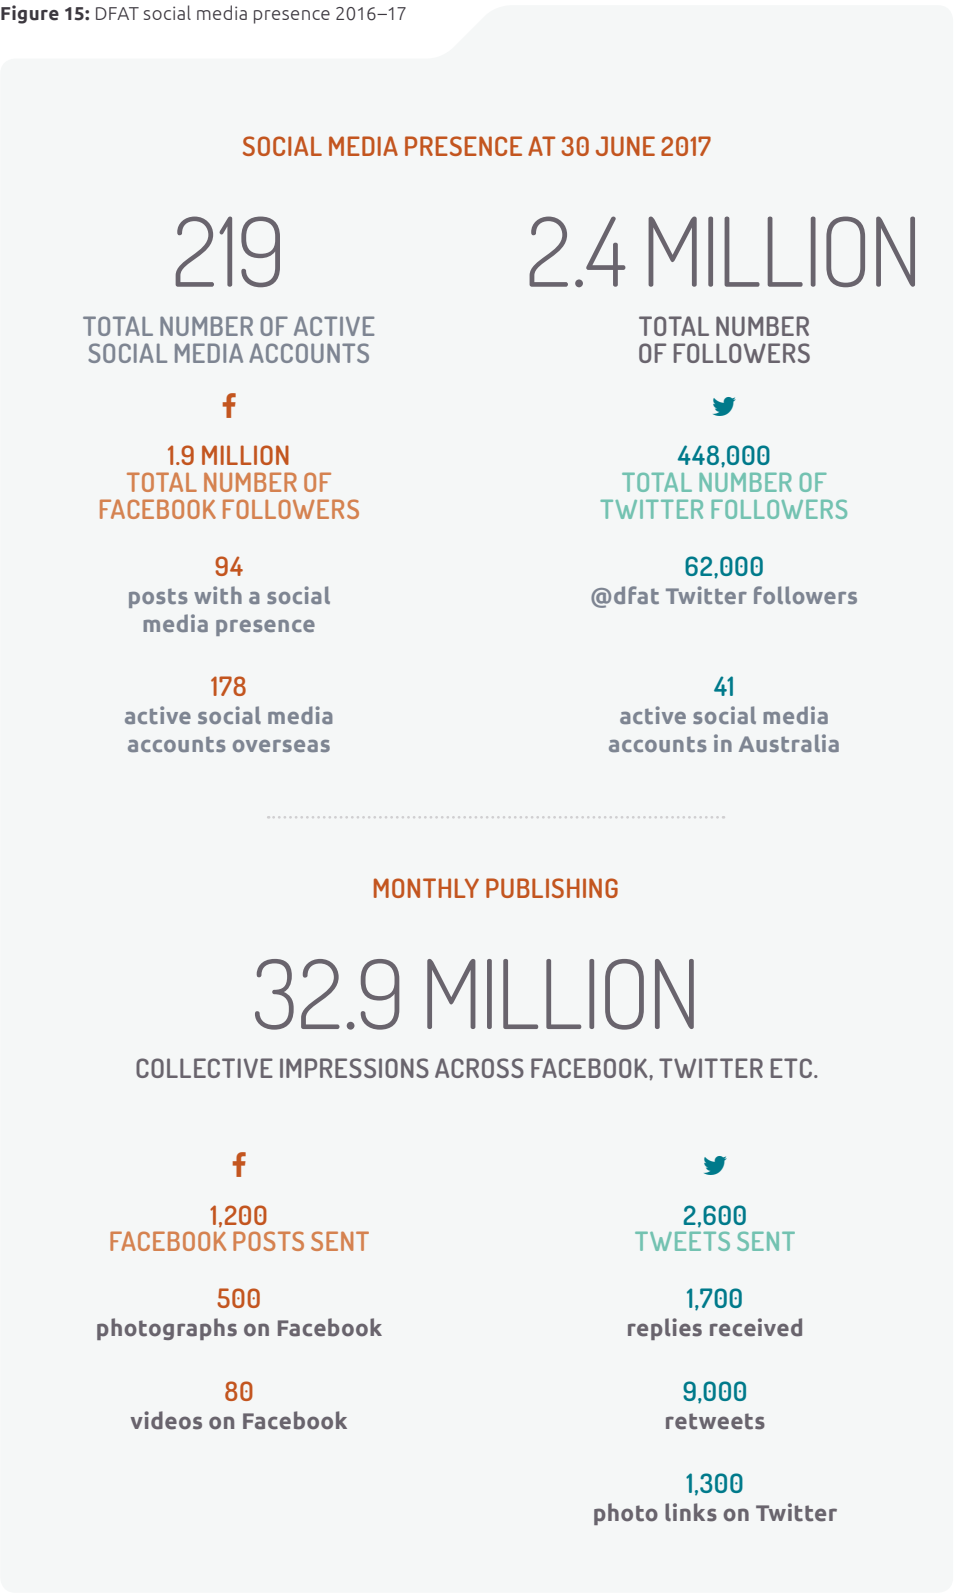 Figure 15: DFAT social media presence 2016–17
SOCIAL MEDIA PRESENCE AT 30 JUNE 2017
219
TOTAL NUMBER OF ACTIVE
SOCIAL MEDIA ACCOUNTS
2.4 MILLION
TOTAL NUMBER
OF FOLLOWERS
1.9 MILLION
TOTAL NUMBER OF
FACEBOOK FOLLOWERS
94
posts with a social
media presence
178
active social media
accounts overseas
448,000
TOTAL NUMBER OF
TWITTER FOLLOWERS
62,000
@dfat Twitter followers
41
active social media
accounts in Australia
MONTHLY PUBLISHING
32.9 MILLION
COLLECTIVE IMPRESSIONS ACROSS FACEBOOK, TWITTER ETC.
1,200
FACEBOOK POSTS SENT
500
photographs on Facebook
80
videos on Facebook
2,600
TWEETS SENT
1,700
replies received
9,000
retweets
1,300
photo links on Twitter